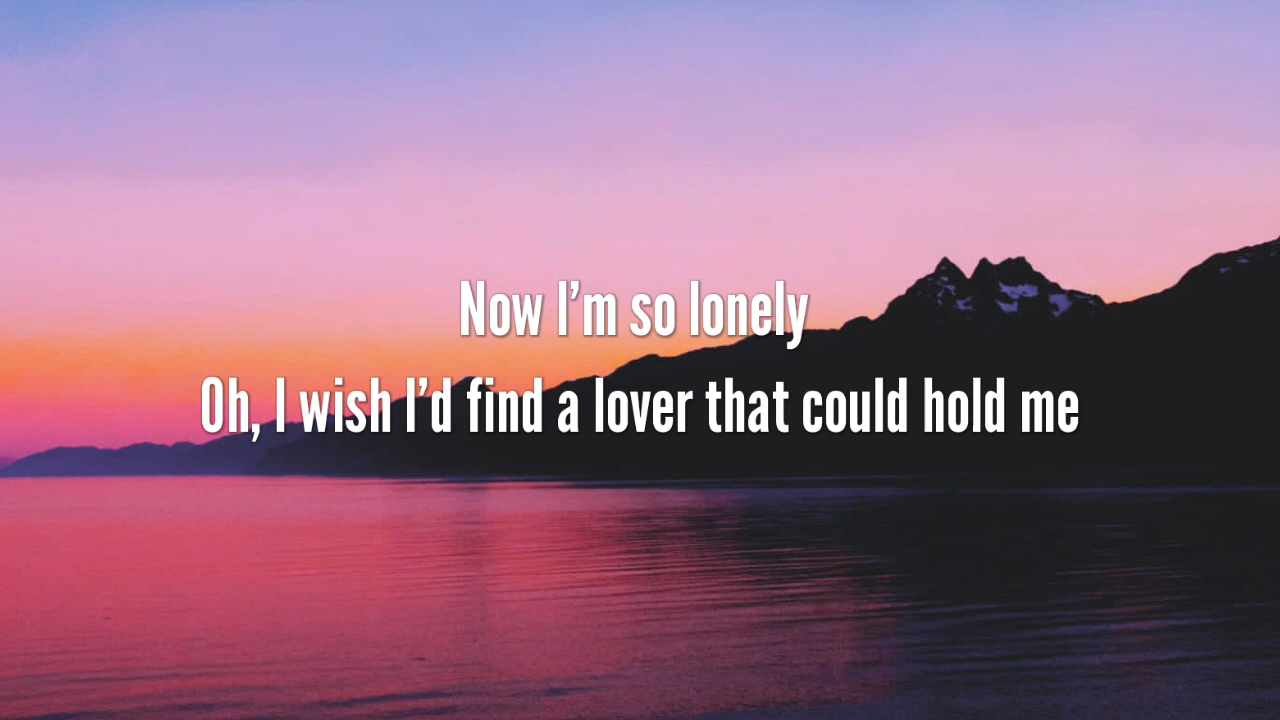 Now I’m so lonely
Oh, I wish I’d find a lover that could hold me